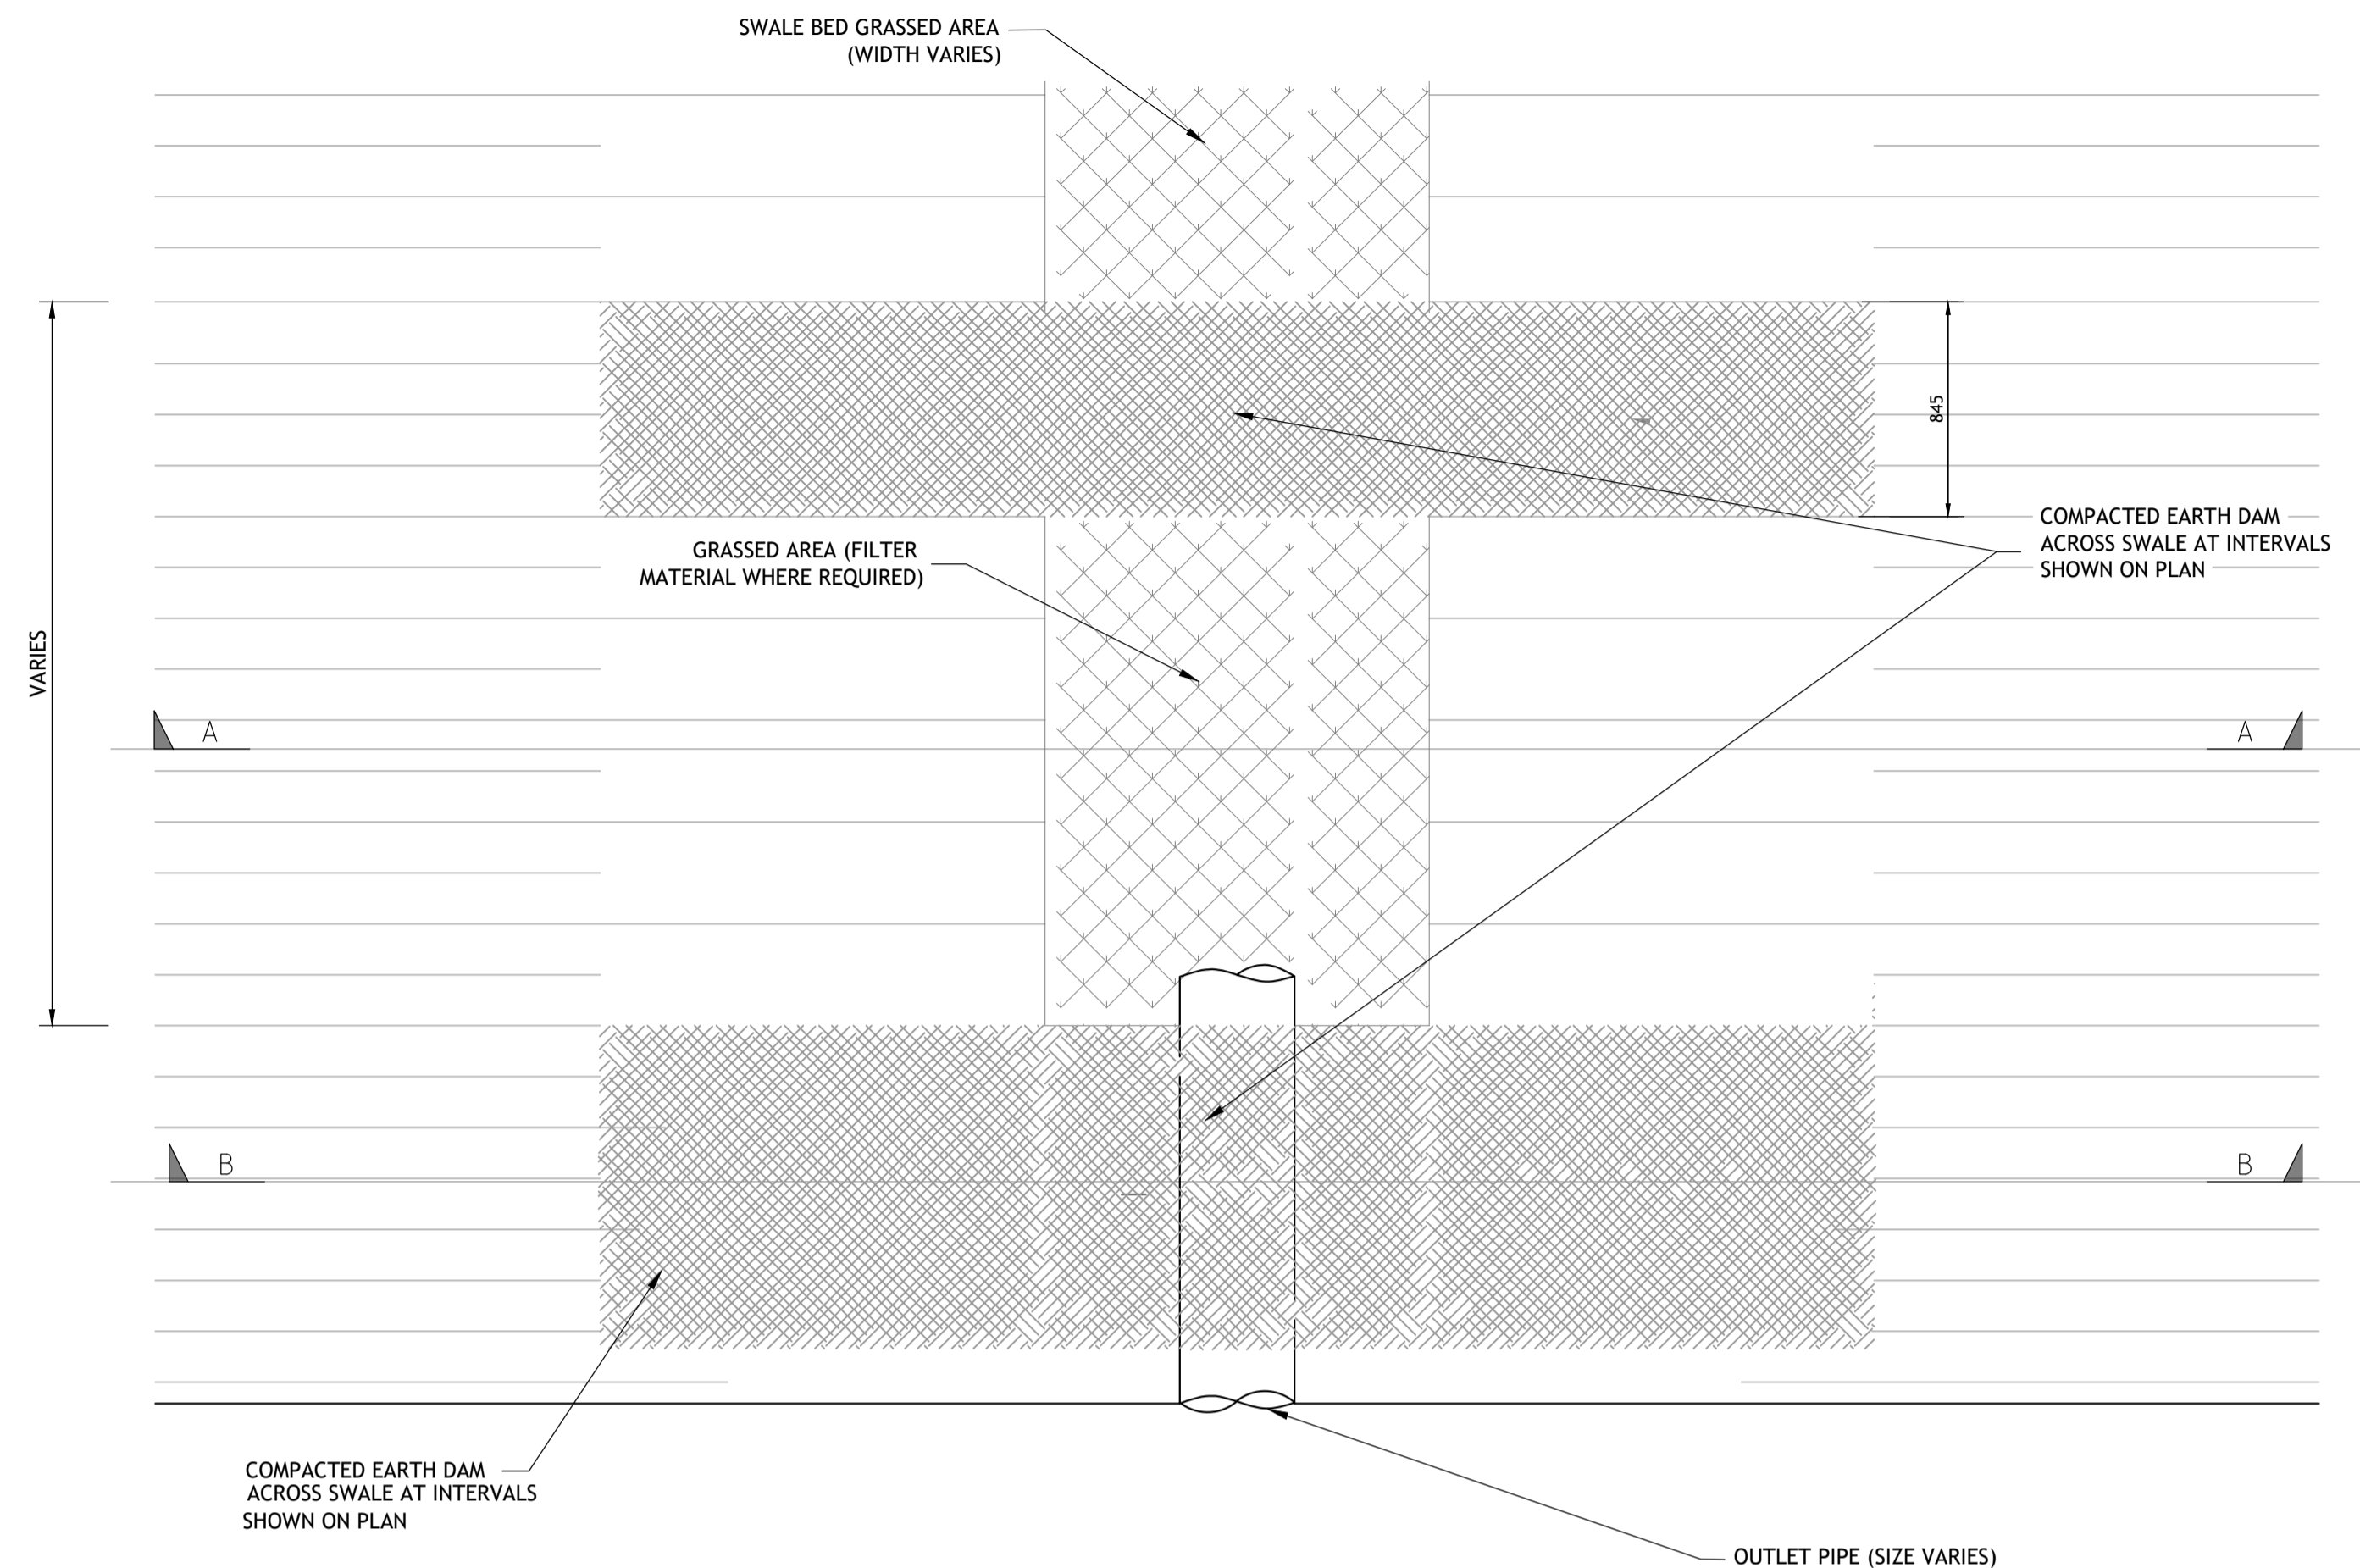 SWALE BED GRASSED AREA
(WIDTH VARIES)
845
COMPACTED EARTH DAM
ACROSS SWALE AT INTERVALS
SHOWN ON PLAN
GRASSED AREA (FILTER
MATERIAL WHERE REQUIRED)
VARIES
A
A
B
B
COMPACTED EARTH DAM
ACROSS SWALE AT INTERVALS
SHOWN ON PLAN
OUTLET PIPE (SIZE VARIES)